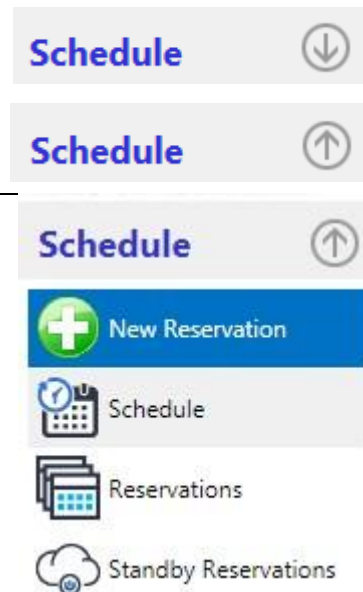 Schedule
Schedule
Schedule
New Reservation
Schedule
Reservations
Standby Reservations